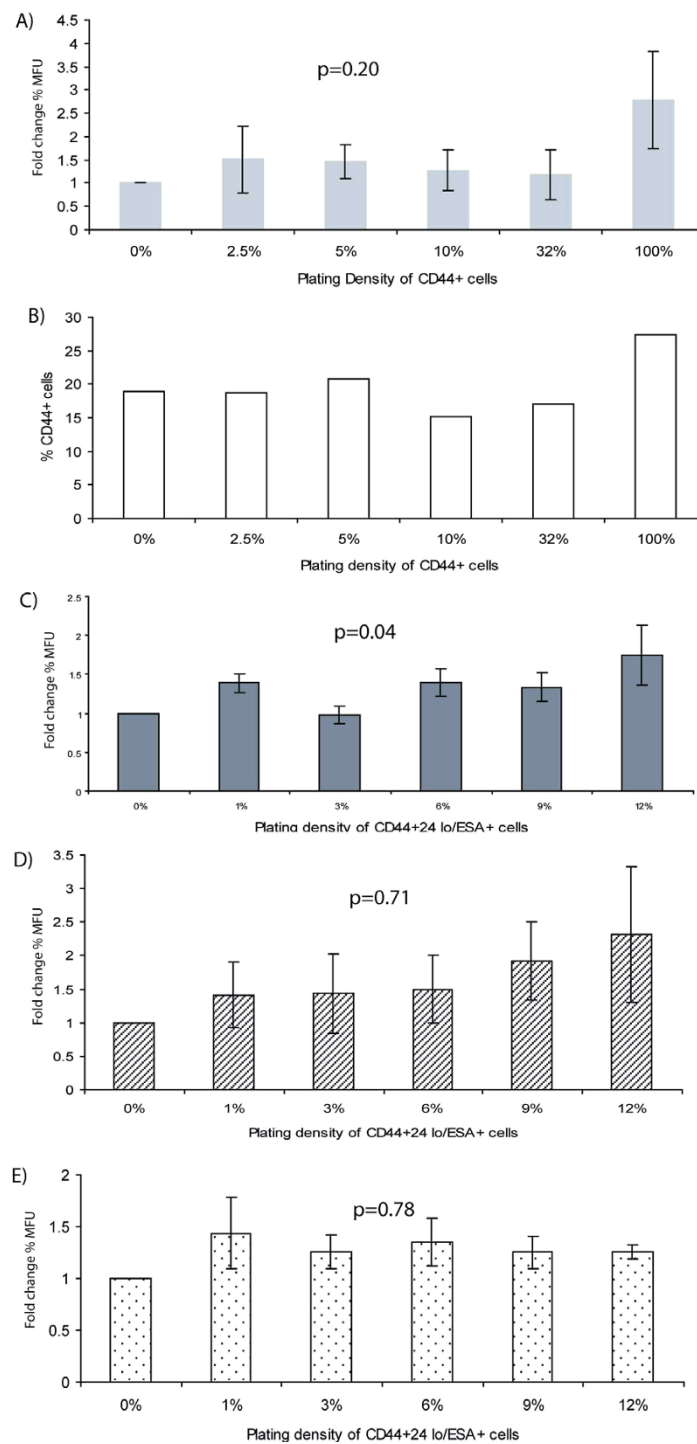 A)
Fold change % MFU
4.5
4
3.5
3
2.5
2
1.5
1
0.5
0
p=0.20
0% 2.5% 5% 10% 32% 100%
Plating Density of CD44+ cells
B)
% CD44+ cells
30
25
20
15
10
5
0
0% 2.5% 5% 10% 32% 100%
Plating density of CD44+ cells
C)
Fold change % MFU
2.5
2
1.5
1
0.5
0
p=0.04
0% 1% 3% 6% 9% 12%
Plating density of CD44+24 lo/ESA+ cells
D)
Fold change % MFU
3.5
3
2.5
2
1.5
1
0.5
0
p=0.71
0% 1% 3% 6% 9% 12%
Plating density of CD44+24 lo/ESA+ cells
E)
Fold change % MFU
2
1.5
1
0.5
0
p=0.78
0% 1% 3% 6% 9% 12%
Plating density of CD44+24 lo/ESA+ cells